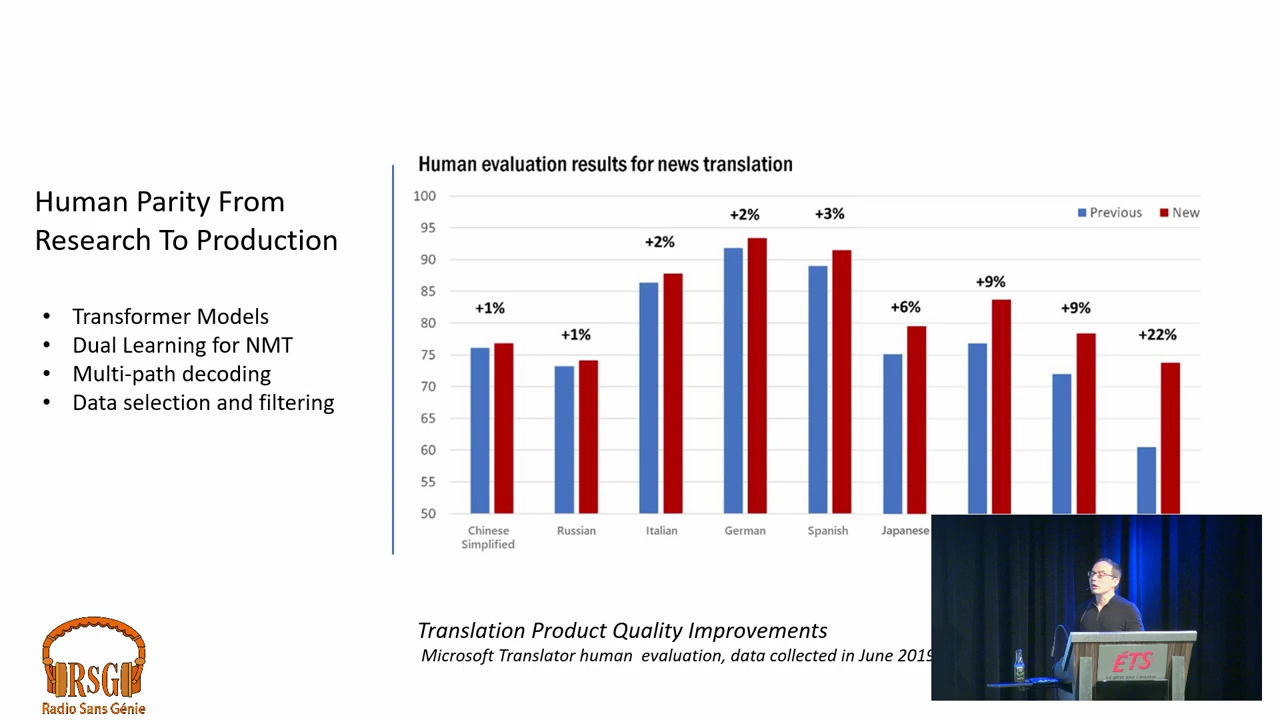 Human Parity From
Research To Production
• Transformer Models
• Dual Learning for NMT
• Multi-path decoding
• Data selection and filtering
Human evaluation results for news translation
Previous New
100
95
90
85
80
75
70
65
60
55
50
+1%
+1%
+2%
+2%
+3%
+6%
+9%
+9%
+22%
Chinese
Simplified
Russian
Italian
German
Spanish
Japanese
Translation Product Quality Improvements
Microsoft Translator human evaluation, data collected in June 2019
RSG
Radio Sans Génie
ÉTS